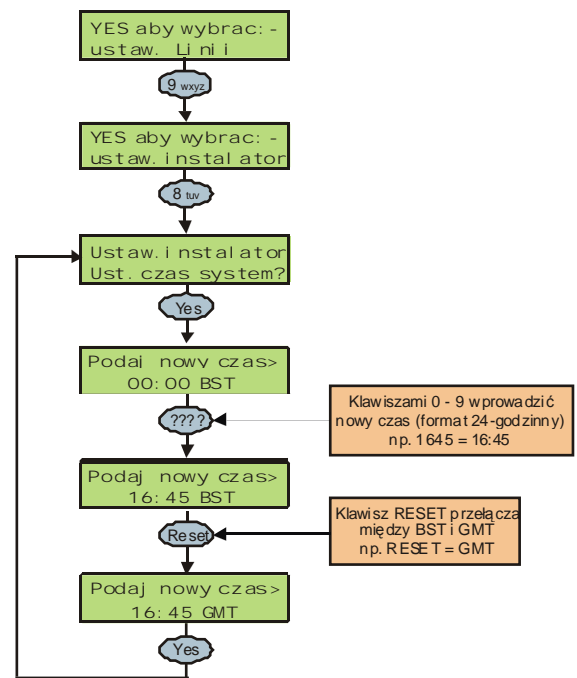 YES aby wybrac: -
ustaw. Linii
9 wxyz
YES aby wybrac: -
ustaw.instalator
8 tuv
Ustaw.instalator
Ust. czas system?
Yes
Podaj nowy czas>
00:00 BST
????
Klawiszami 0 - 9 wprowadzić
nowy czas (format 24-godzinny)
np. 1645 = 16:45
Podaj nowy czas>
16:45 BST
Reset
Klawisz RESET przełącza
między BST i GMT
np. RESET = GMT
Podaj nowy czas>
16:45 GMT
Yes